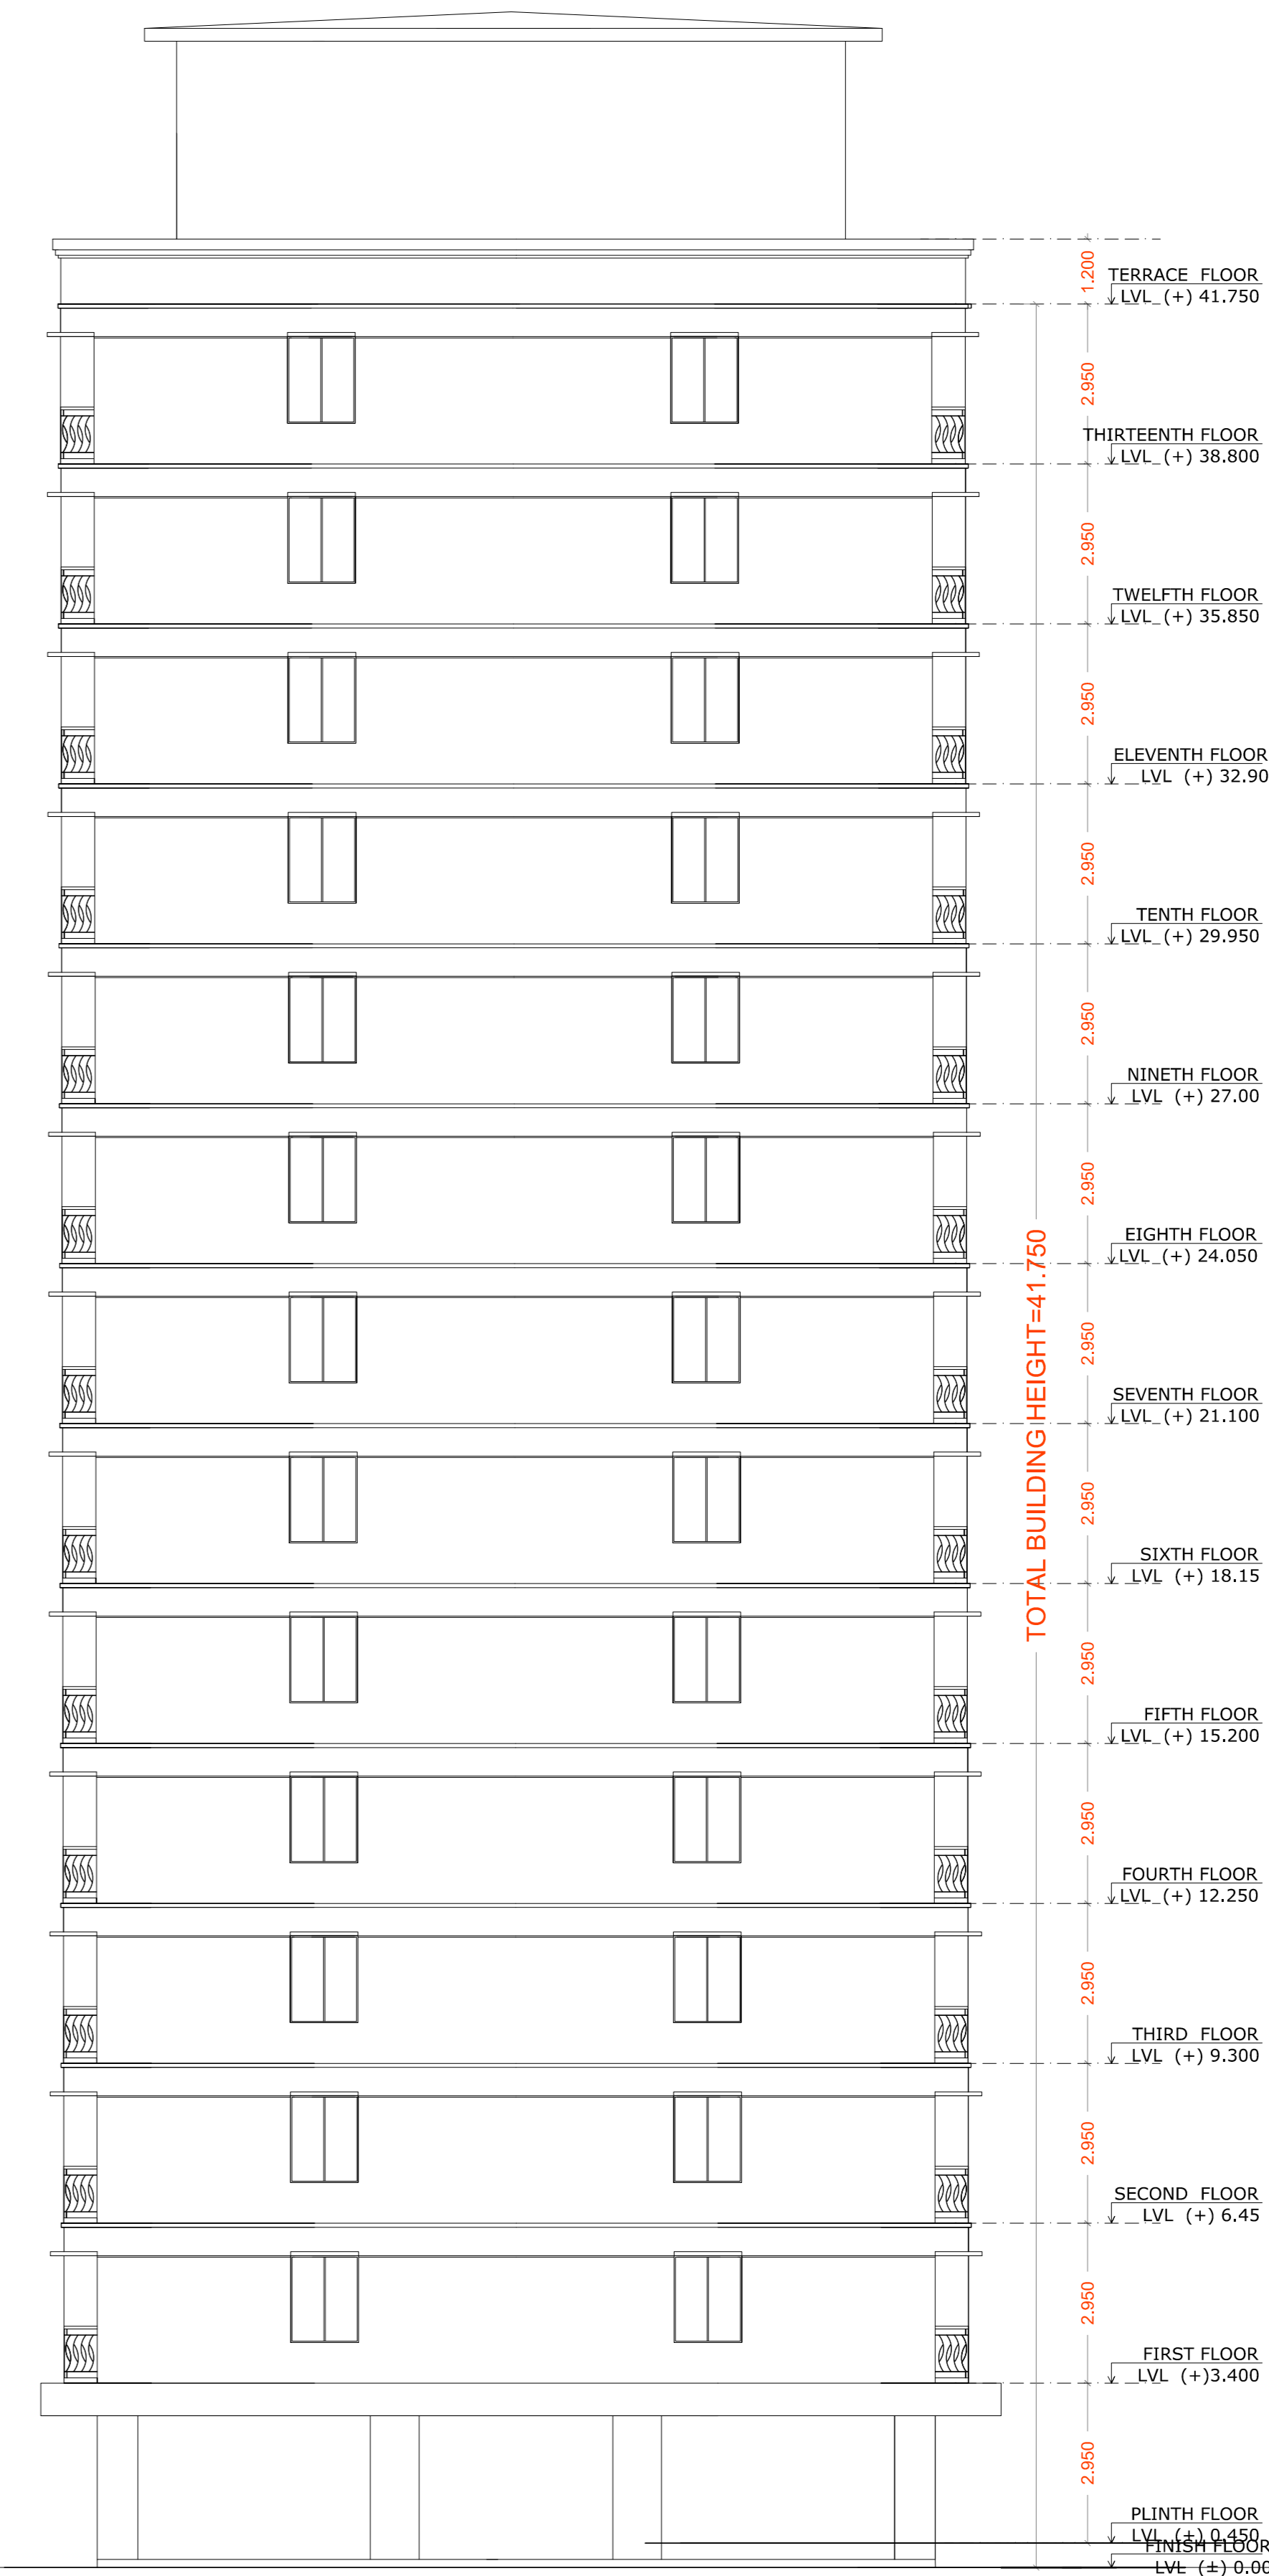 1.200
TERRACE FLOOR
LVL (+) 41.750
2.950
THIRTEENTH FLOOR
LVL (+) 38.800
2.950
TWELFTH FLOOR
LVL (+) 35.850
2.950
ELEVENTH FLOOR
LVL (+) 32.90
2.950
TENTH FLOOR
LVL (+) 29.950
2.950
NINETH FLOOR
LVL (+) 27.00
2.950
EIGHTH FLOOR
LVL (+) 24.050
TOTAL BUILDING HEIGHT=41.750
2.950
SEVENTH FLOOR
LVL (+) 21.100
2.950
SIXTH FLOOR
LVL (+) 18.15
2.950
FIFTH FLOOR
LVL (+) 15.200
2.950
FOURTH FLOOR
LVL (+) 12.250
2.950
THIRD FLOOR
LVL (+) 9.300
2.950
SECOND FLOOR
LVL (+) 6.45
2.950
FIRST FLOOR
LVL (+)3.400
2.950
PLINTH FLOOR
LVL (+) 0.450
FINISH FLOOR
LVL (±) 0.00